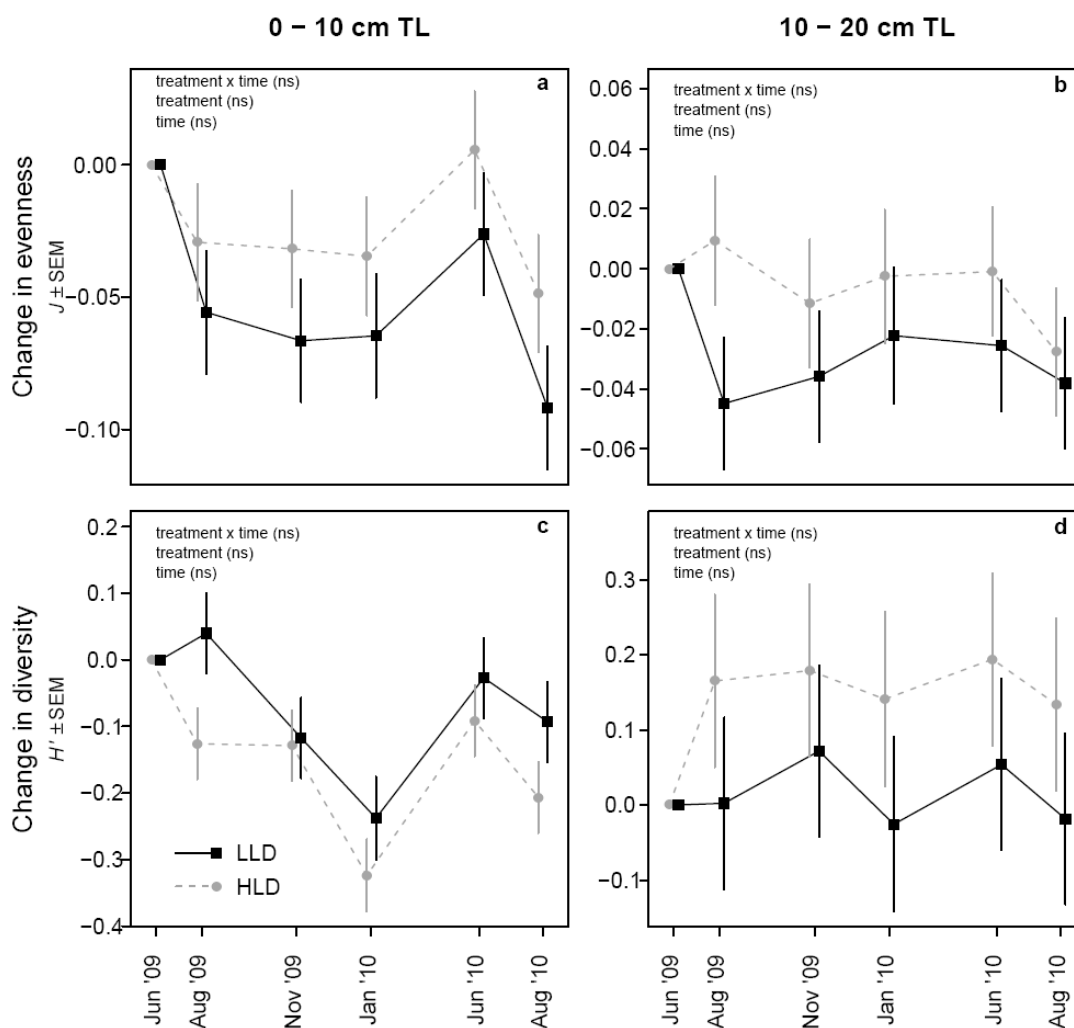 0 – 10 cm TL
10 – 20 cm TL
Change in evenness
J ± SEM
treatment x time (ns)
treatment (ns)
time (ns)
a
0.00
−0.05
−0.10
treatment x time (ns)
treatment (ns)
time (ns)
b
0.06
0.04
0.02
0.00
−0.02
−0.04
−0.06
Change in diversity
H' ± SEM
treatment x time (ns)
treatment (ns)
time (ns)
c
0.2
0.1
0.0
−0.1
−0.2
−0.3
−0.4
LLD
HLD
treatment x time (ns)
treatment (ns)
time (ns)
d
0.3
0.2
0.1
0.0
−0.1
Jun '09
Aug '09
Nov '09
Jan '10
Jun '10
Aug '10
Jun '09
Aug '09
Nov '09
Jan '10
Jun '10
Aug '10